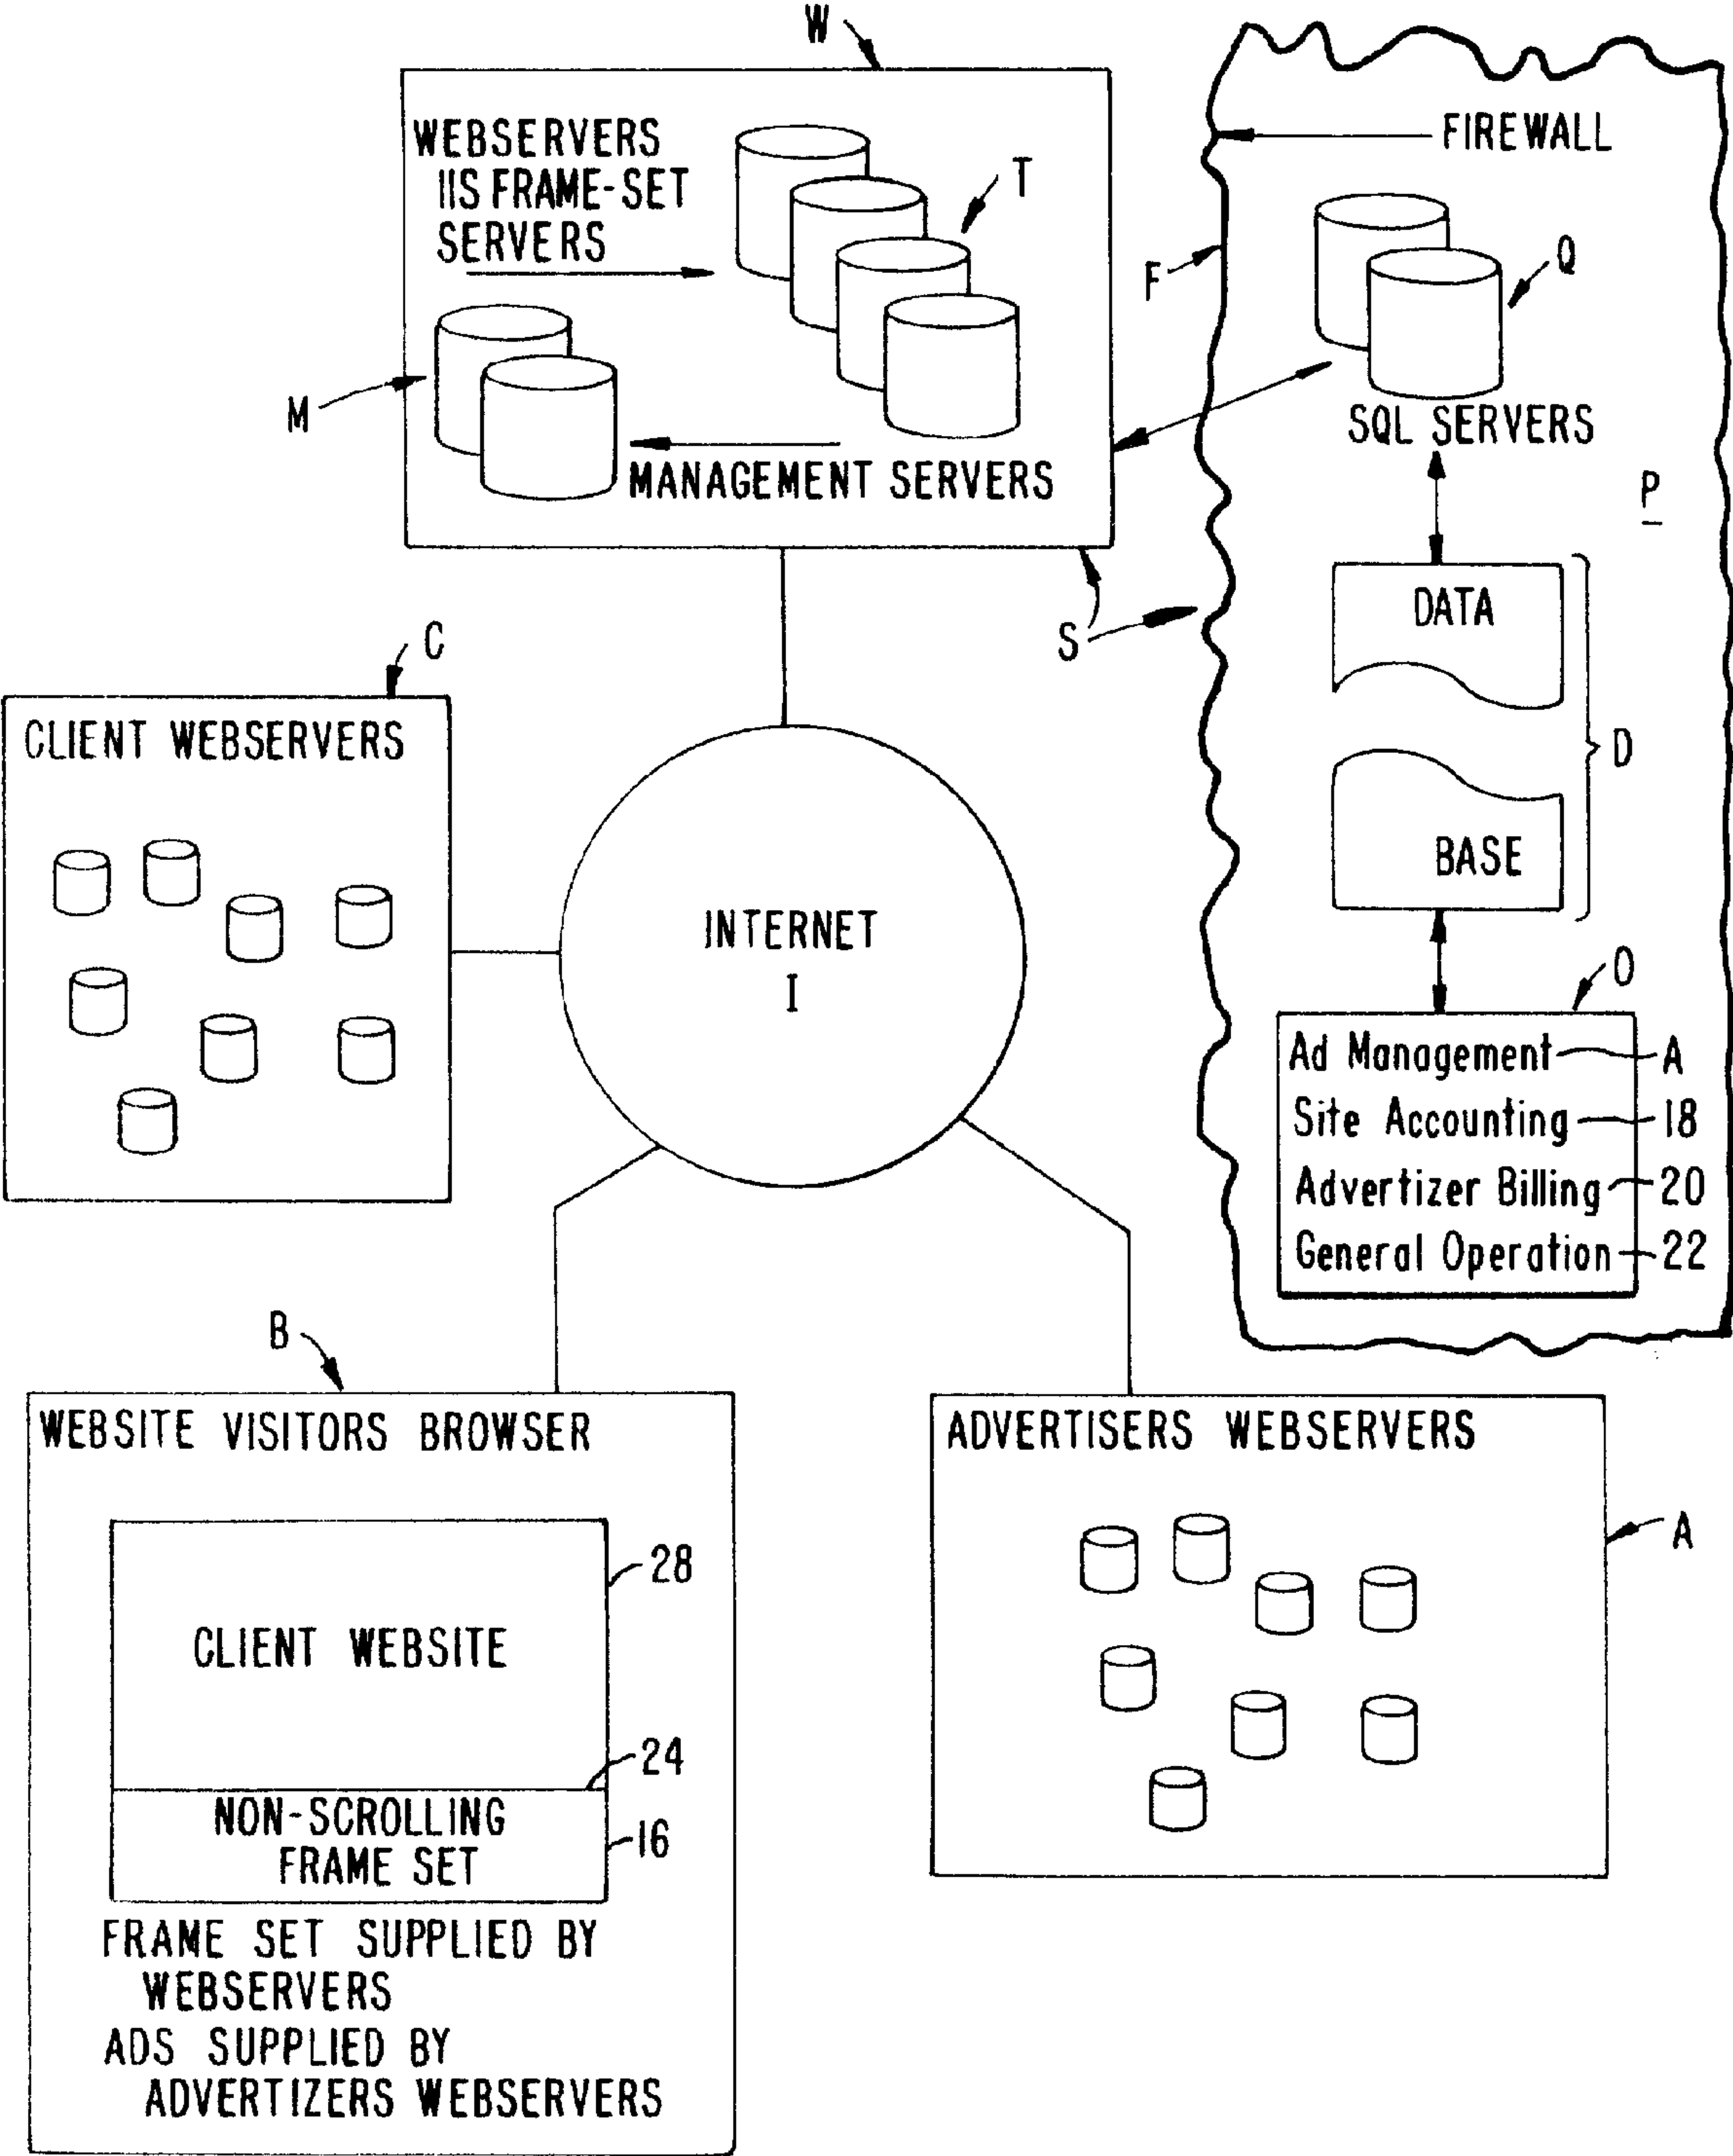 W
WEBSERVERS
IIS FRAME-SET
SERVERS
T
M
MANAGEMENT SERVERS
FIREWALL
F
Q
SQL SERVERS
P
S
DATA
D
BASE
O
Ad Management A
Site Accounting 18
Advertizer Billing 20
General Operation 22
C
CLIENT WEBSERVERS
INTERNET
I
B
WEBSITE VISITORS BROWSER
28
CLIENT WEBSITE
24
NON-SCROLLING
FRAME SET
16
FRAME SET SUPPLIED BY
WEBSERVERS
ADS SUPPLIED BY
ADVERTIZERS WEBSERVERS
ADVERTISERS WEBSERVERS
A